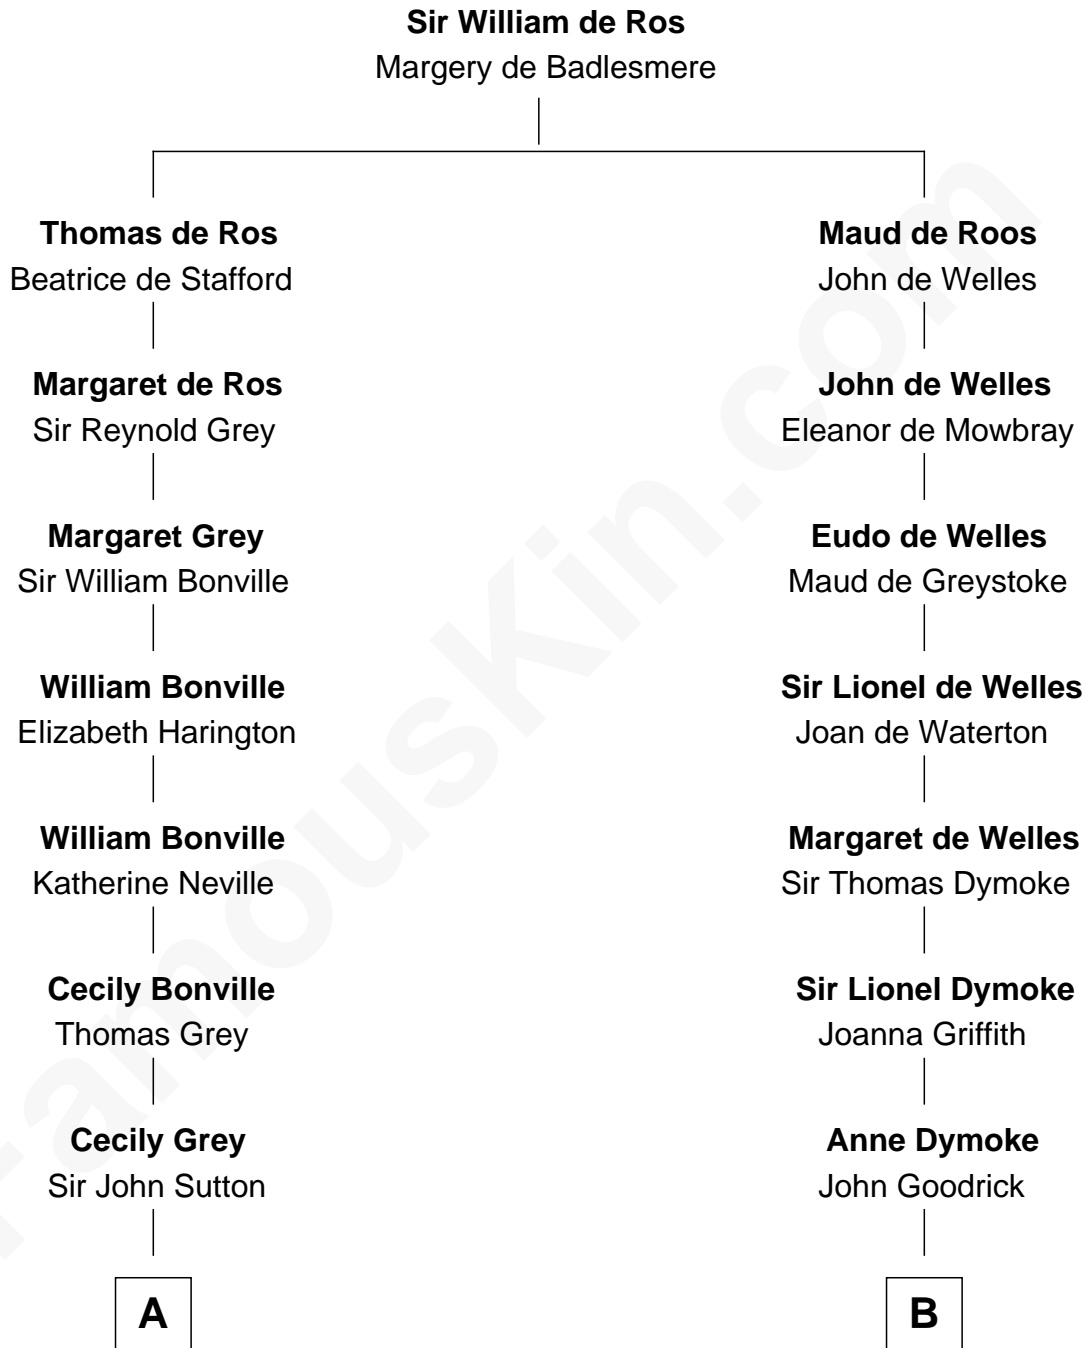 Sir William de Ros
Margery de Badlesmere
Thomas de Ros
Beatrice de Stafford
Maud de Roos
John de Welles
Margaret de Ros
Sir Reynold Grey
John de Welles
Eleanor de Mowbray
Margaret Grey
Sir William Bonville
Eudo de Welles
Maud de Greystoke
William Bonville
Elizabeth Harington
Sir Lionel de Welles
Joan de Waterton
William Bonville
Katherine Neville
Margaret de Welles
Sir Thomas Dymoke
Cecily Bonville
Thomas Grey
Sir Lionel Dymoke
Joanna Griffith
Cecily Grey
Sir John Sutton
Anne Dymoke
John Goodrick
A
B
FamousKin.com